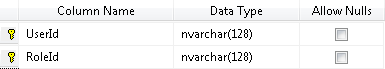 Column Name Data Type Allow Nulls
UserId nvarchar(128)
RoleId nvarchar(128)